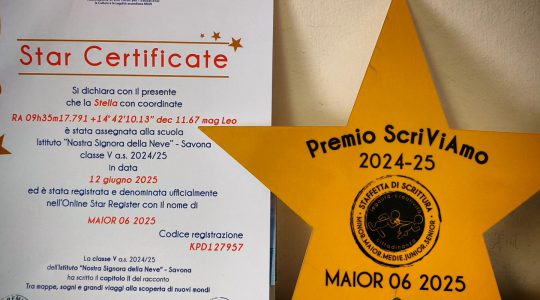 la Cultura e la Legalità
Star Certificate
Si dichiara con il presente
che la Stella con coordinate
RA 09h35m17.791 +14°42'10.13" dec 11.67 mag Leo
è stata assegnata alla scuola
Istituto "Nostra Signora della Neve" - Savona
classe V a.s. 2024/25
in data
12 giugno 2025
ed è stata registrata e denominata ufficialmente
nell'Online Star Register con il nome di
MAIOR 06 2025
Codice registrazione
KPD127957
La classe V a.s. 2024/25
dell'Istituto "Nostra Signora della Neve" - Savona
ha scritto il capitolo II del racconto
Tra mappe, sogni e grandi viaggi alla scoperta di nuovi mondi
Premio ScriViAmo
2024-25
STAFFETTA DI SCRITTURA
MINOR, MAIOR, MEDIE, JUNIOR, SENIOR
MAIOR 06 2025